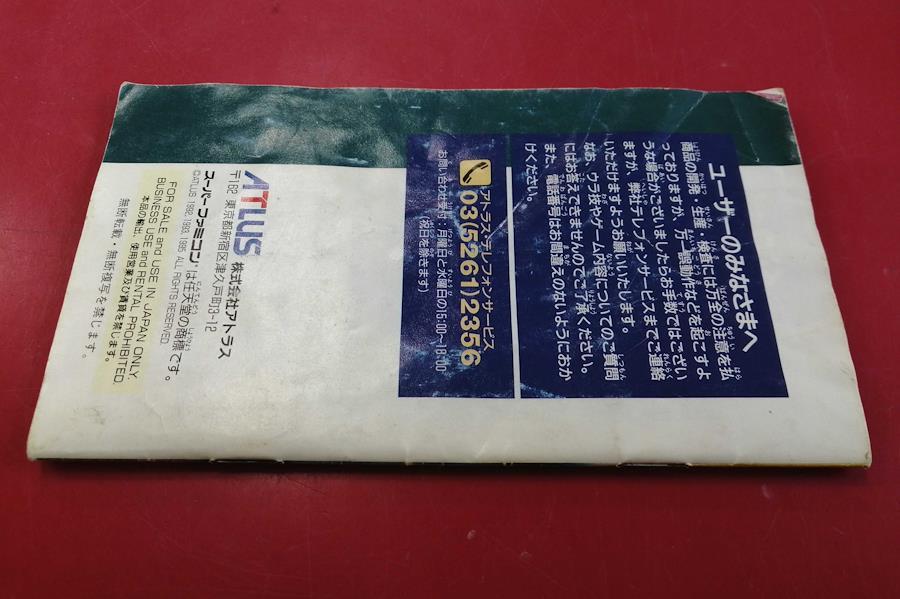 ユーザーのみなさまへ
商品の開発・生産・検査には万全の注意を払
っておりますが、万一誤動作などを起こすよ
うな場合がございましたらお手数ではござい
ますが、弊社テレフォンサービスまでご連絡
いただけますようお願いいたします。
なお、ウラ技やゲーム内容についてのご質問
にはお答えできませんのでご了承ください。
また、電話番号はお間違えのないようにおか
けください。
アトラス・テレフォンサービス
03(5261)2356
お問い合わせ受付・月曜日と水曜日の15:00〜18:00
(祝日を除きます)
ATLUS 株式会社アトラス
〒162 東京都新宿区津久戸町3-12
スーパーファミコン・は任天堂の商標です。
©ATLUS 1992,1993,1995 ALL RIGHTS RESERVED.
FOR SALE and USE IN JAPAN ONLY.
BUSINESS USE and RENTAL PROHIBITED.
本品の輸出、使用営業及び賃貸を禁じます。
無断転載・無断複写を禁じます。